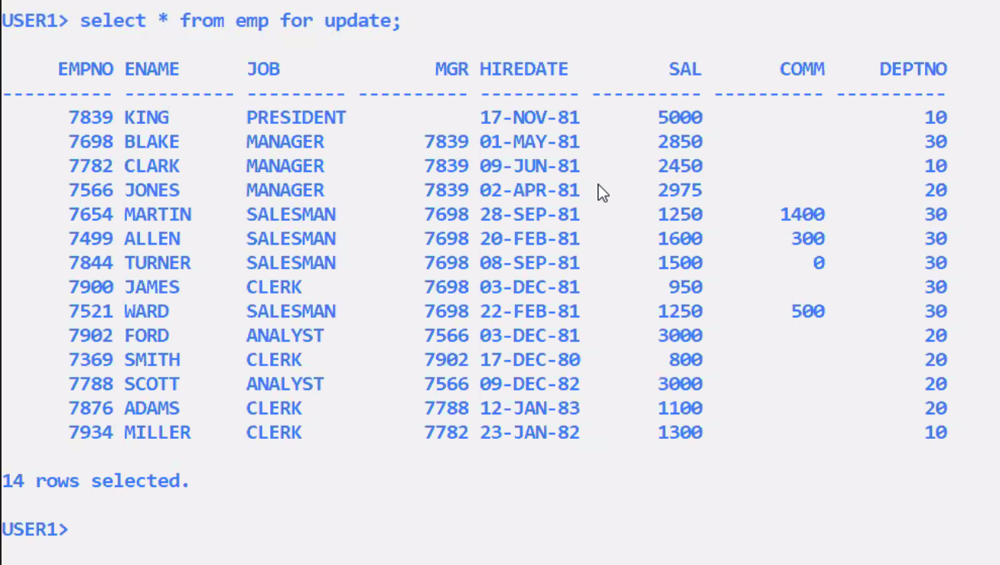 USER1> select * from emp for update;
     EMPNO ENAME      JOB              MGR HIREDATE         SAL       COMM     DEPTNO
---------- ---------- --------- ---------- --------- ---------- ---------- ----------
      7839 KING       PRESIDENT            17-NOV-81       5000                    10
      7698 BLAKE      MANAGER         7839 01-MAY-81       2850                    30
      7782 CLARK      MANAGER         7839 09-JUN-81       2450                    10
      7566 JONES      MANAGER         7839 02-APR-81       2975                    20
      7654 MARTIN     SALESMAN        7698 28-SEP-81       1250       1400         30
      7499 ALLEN      SALESMAN        7698 20-FEB-81       1600        300         30
      7844 TURNER     SALESMAN        7698 08-SEP-81       1500          0         30
      7900 JAMES      CLERK           7698 03-DEC-81        950                    30
      7521 WARD       SALESMAN        7698 22-FEB-81       1250        500         30
      7902 FORD       ANALYST         7566 03-DEC-81       3000                    20
      7369 SMITH      CLERK           7902 17-DEC-80        800                    20
      7788 SCOTT      ANALYST         7566 09-DEC-82       3000                    20
      7876 ADAMS      CLERK           7788 12-JAN-83       1100                    20
      7934 MILLER     CLERK           7782 23-JAN-82       1300                    10
14 rows selected.
USER1>